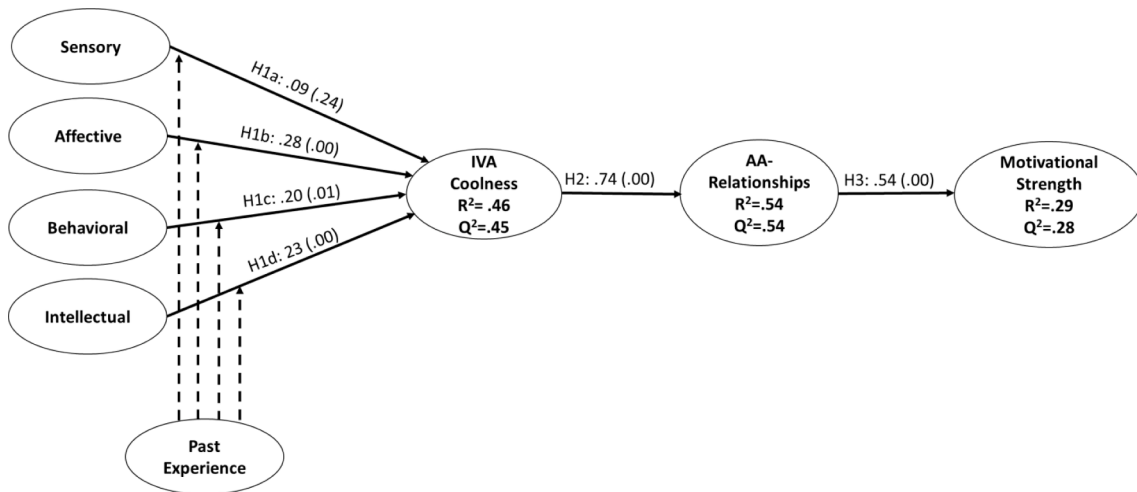 Sensory
H1a: .09 (.24)
Affective
H1b: .28 (.00)
Behavioral
H1c: .20 (.01)
Intellectual
H1d: 23 (.00)
IVA
Coolness
R²= .46
Q²=.45
H2: .74 (.00)
AA-
Relationships
R²=.54
Q²=.54
H3: .54 (.00)
Motivational
Strength
R²=.29
Q²=.28
Past
Experience